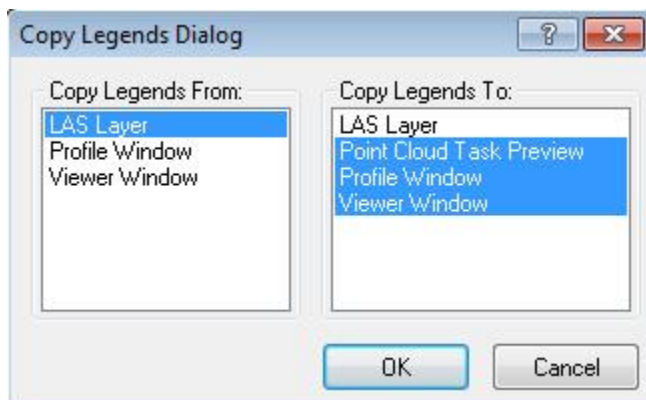 Copy Legends Dialog
Copy Legends From:
LAS Layer
Profile Window
Viewer Window
Copy Legends To:
LAS Layer
Point Cloud Task Preview
Profile Window
Viewer Window
OK
Cancel